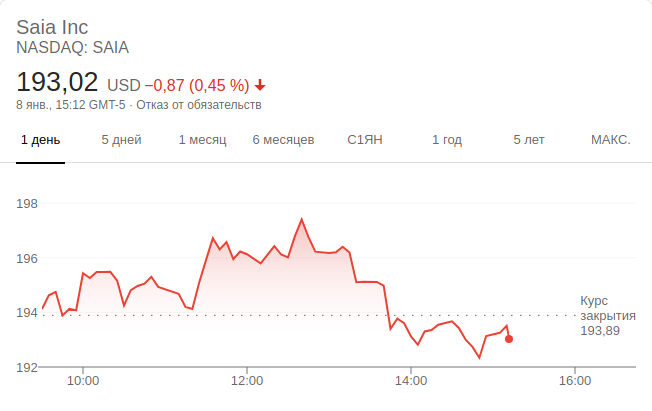 Saia Inc
NASDAQ: SAIA
193,02 USD −0,87 (0,45 %)
8 янв., 15:12 GMT-5 · Отказ от обязательств
1 день 5 дней 1 месяц 6 месяцев С1ЯН 1 год 5 лет МАКС.
198
196
194
192
Курс
закрытия
193,89
10:00 12:00 14:00 16:00